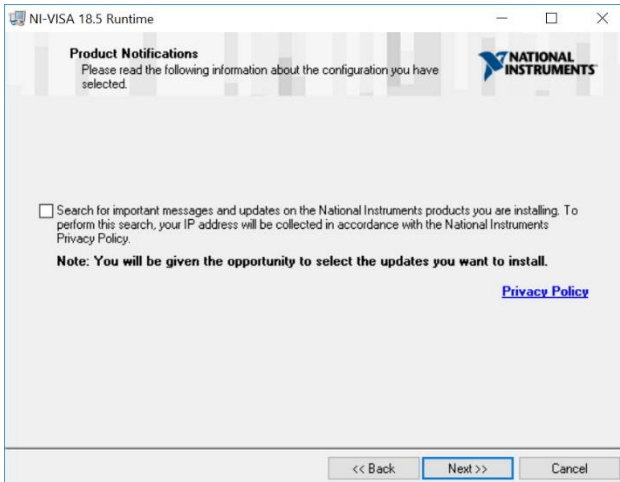 NI-VISA 18.5 Runtime
Product Notifications
Please read the following information about the configuration you have
selected.
NATIONAL
INSTRUMENTS
Search for important messages and updates on the National Instruments products you are installing. To
perform this search, your IP address will be collected in accordance with the National Instruments
Privacy Policy.
Note: You will be given the opportunity to select the updates you want to install.
Privacy Policy
<< Back
Next >>
Cancel